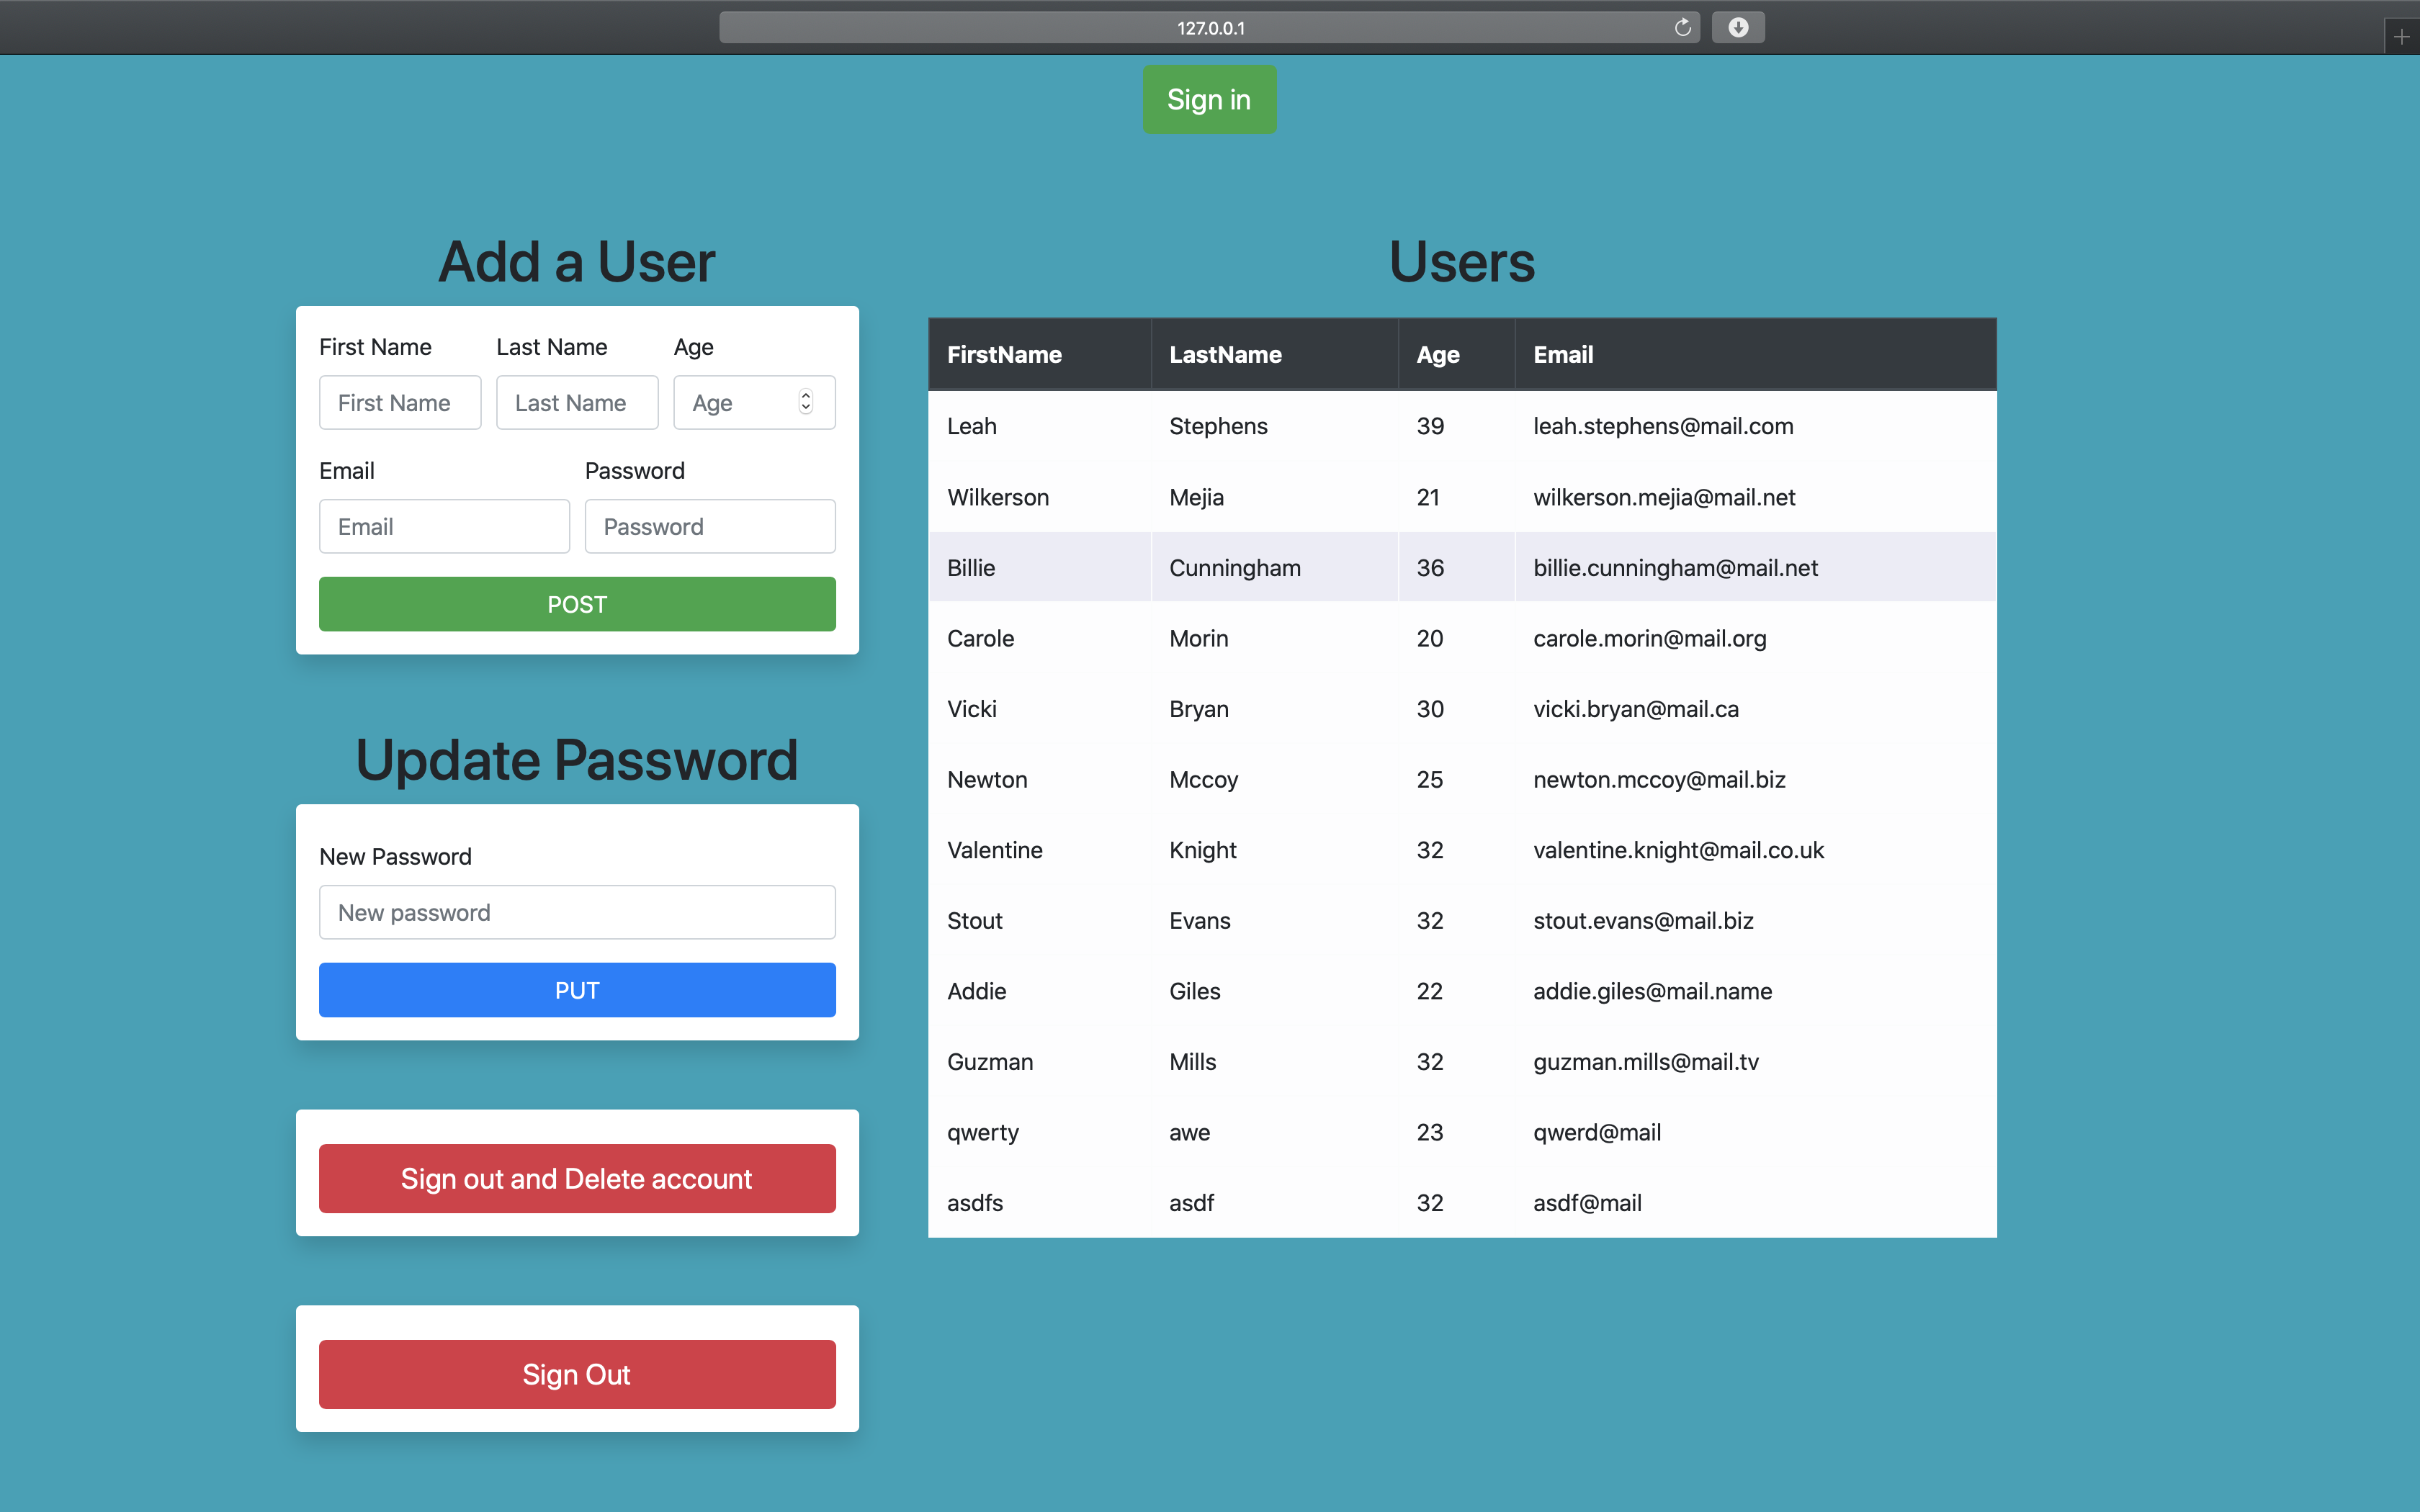 127.0.0.1
Sign in
Add a User
First Name Last Name Age
First Name Last Name Age
Email Password
Email Password
POST
Update Password
New Password
New password
PUT
Sign out and Delete account
Sign Out
Users
FirstName LastName Age Email
Leah Stephens 39 leah.stephens@mail.com
Wilkerson Mejia 21 wilkerson.mejia@mail.net
Billie Cunningham 36 billie.cunningham@mail.net
Carole Morin 20 carole.morin@mail.org
Vicki Bryan 30 vicki.bryan@mail.ca
Newton Mccoy 25 newton.mccoy@mail.biz
Valentine Knight 32 valentine.knight@mail.co.uk
Stout Evans 32 stout.evans@mail.biz
Addie Giles 22 addie.giles@mail.name
Guzman Mills 32 guzman.mills@mail.tv
qwerty awe 23 qwerd@mail
asdfs asdf 32 asdf@mail